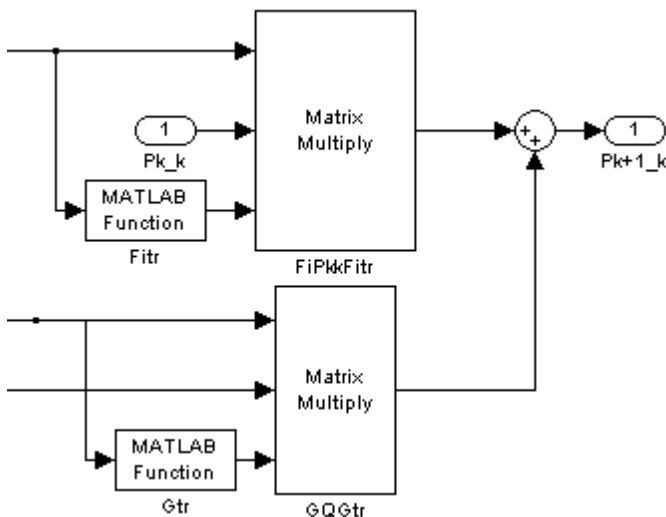 Matrix
Multiply
1
Pk_k
MATLAB
Function
Fitr
FiPkkFitr
+
+
1
Pk+1_k
Matrix
Multiply
MATLAB
Function
Gtr
GQGtr